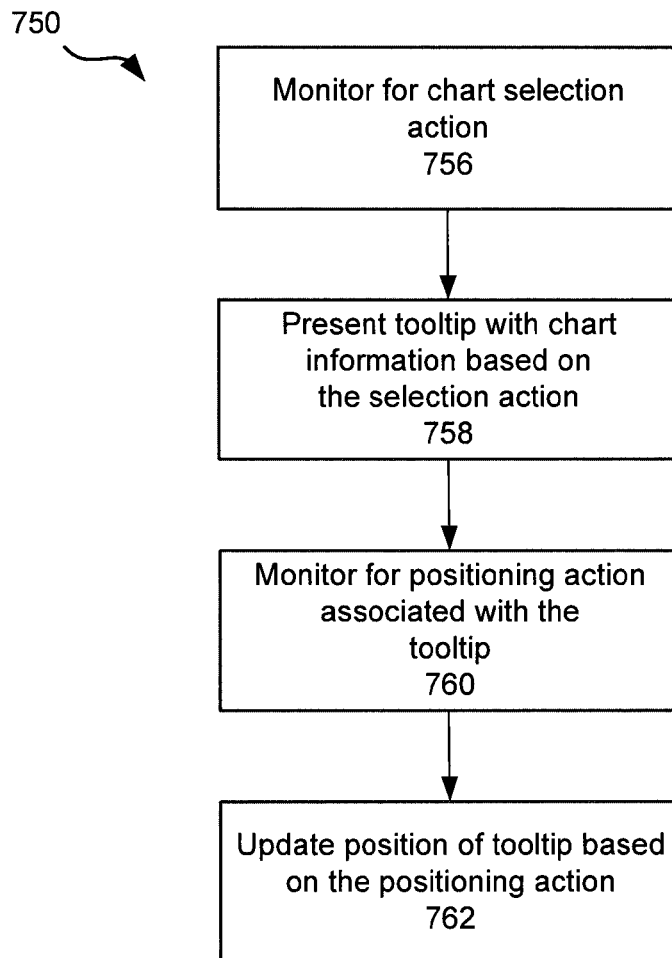 750
Monitor for chart selection
action
756
Present tooltip with chart
information based on
the selection action
758
Monitor for positioning action
associated with the
tooltip
760
Update position of tooltip based
on the positioning action
762